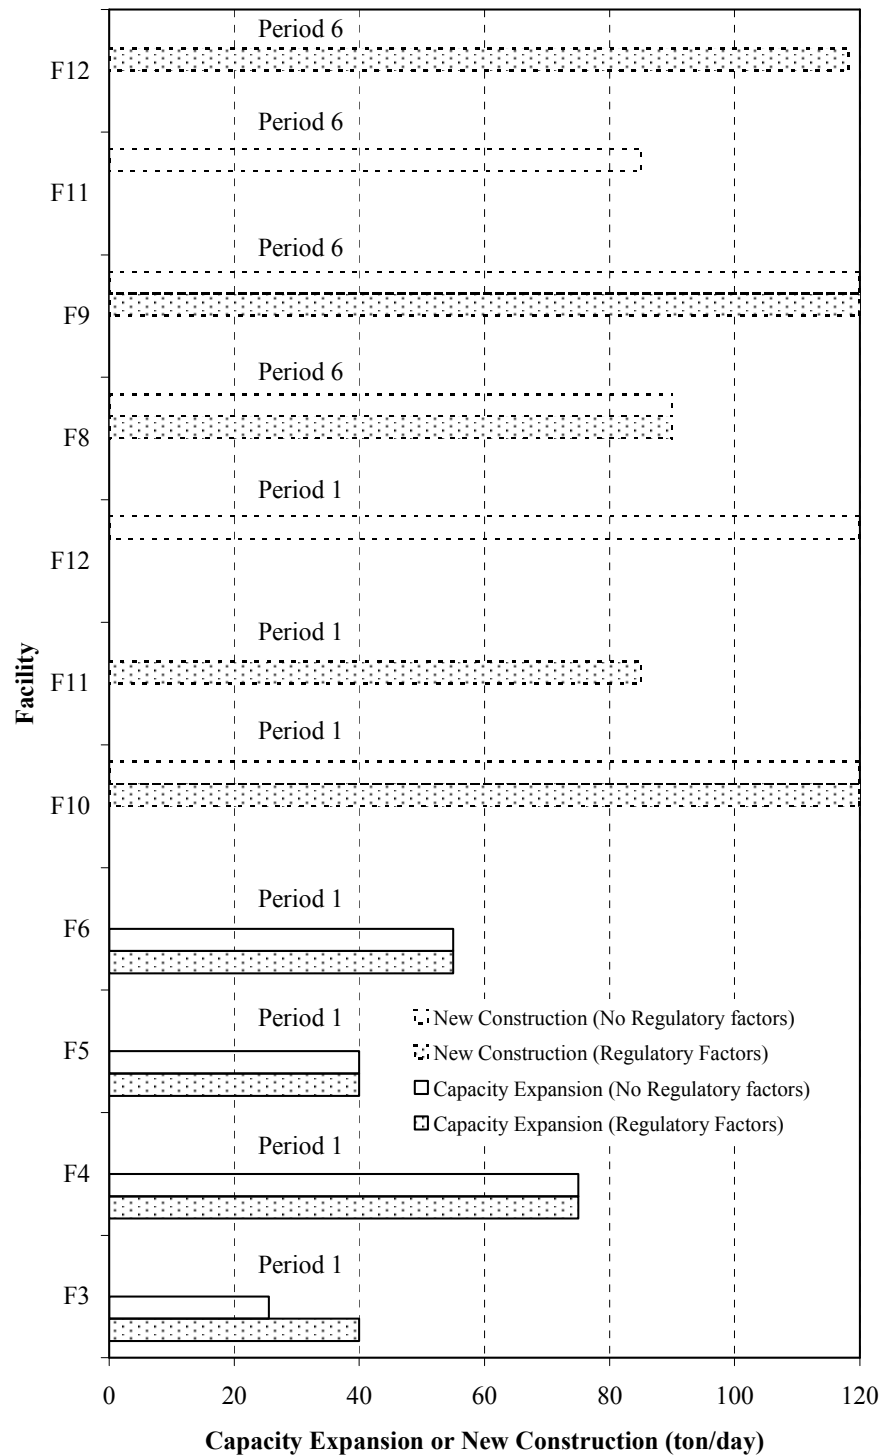 Period 6
F12
Period 6
F11
Period 6
F9
Period 6
F8
Period 1
F12
Period 1
F11
Period 1
F10
Period 1
F6
Period 1
F5
Period 1
F4
Period 1
F3
Facility
New Construction (No Regulatory factors)
New Construction (Regulatory Factors)
Capacity Expansion (No Regulatory factors)
Capacity Expansion (Regulatory Factors)
0 20 40 60 80 100 120
Capacity Expansion or New Construction (ton/day)